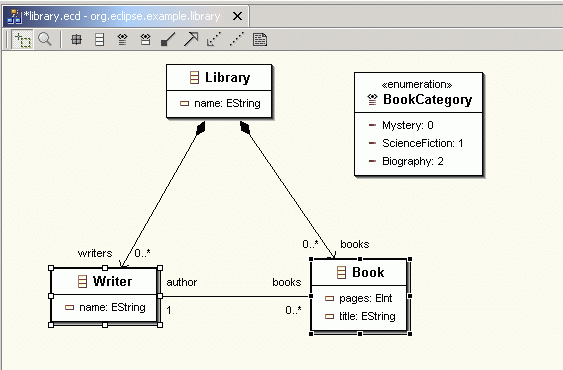 *library.ecd - org.eclipse.example.library
Library
name: EString
«enumeration»
BookCategory
Mystery: 0
ScienceFiction: 1
Biography: 2
writers
0..*
0..*
books
Writer
name: EString
author
1
books
0..*
Book
pages: EInt
title: EString